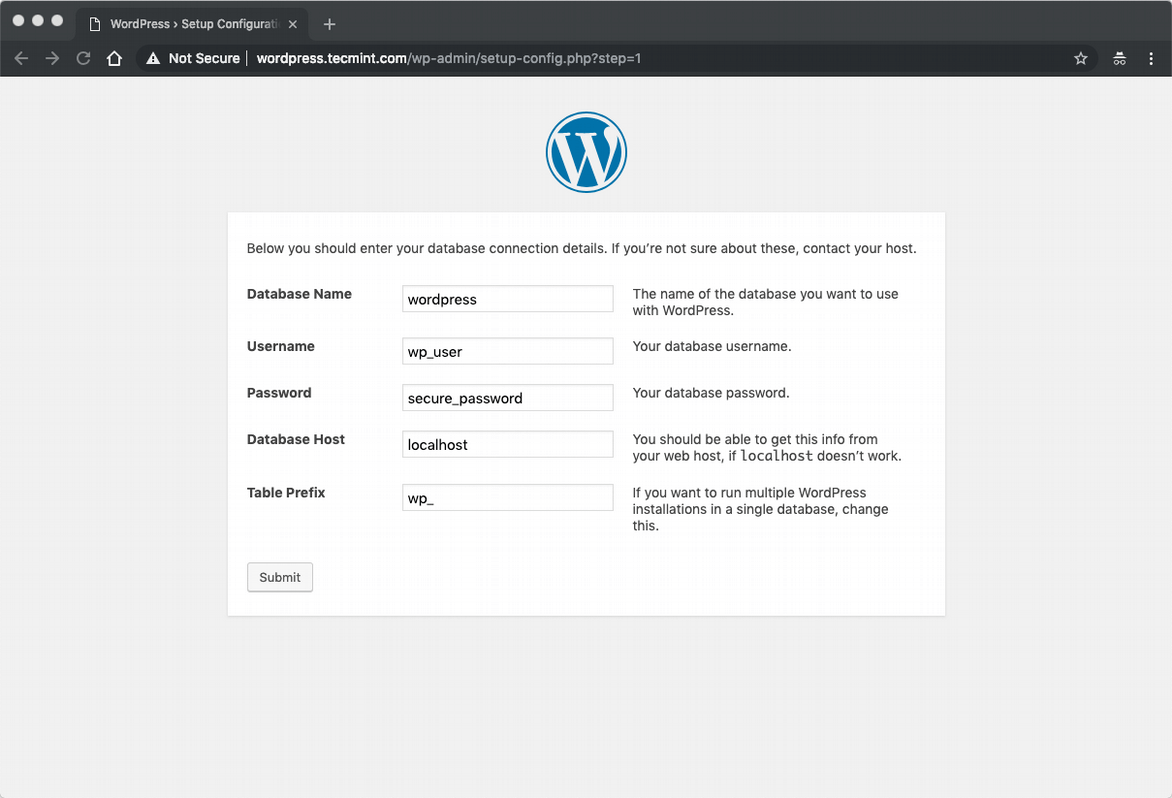 WordPress › Setup Configurati
Not Secure | wordpress.tecmint.com/wp-admin/setup-config.php?step=1
Below you should enter your database connection details. If you’re not sure about these, contact your host.
Database Name
wordpress
The name of the database you want to use
with WordPress.
Username
wp_user
Your database username.
Password
secure_password
Your database password.
Database Host
localhost
You should be able to get this info from
your web host, if localhost doesn’t work.
Table Prefix
wp_
If you want to run multiple WordPress
installations in a single database, change
this.
Submit